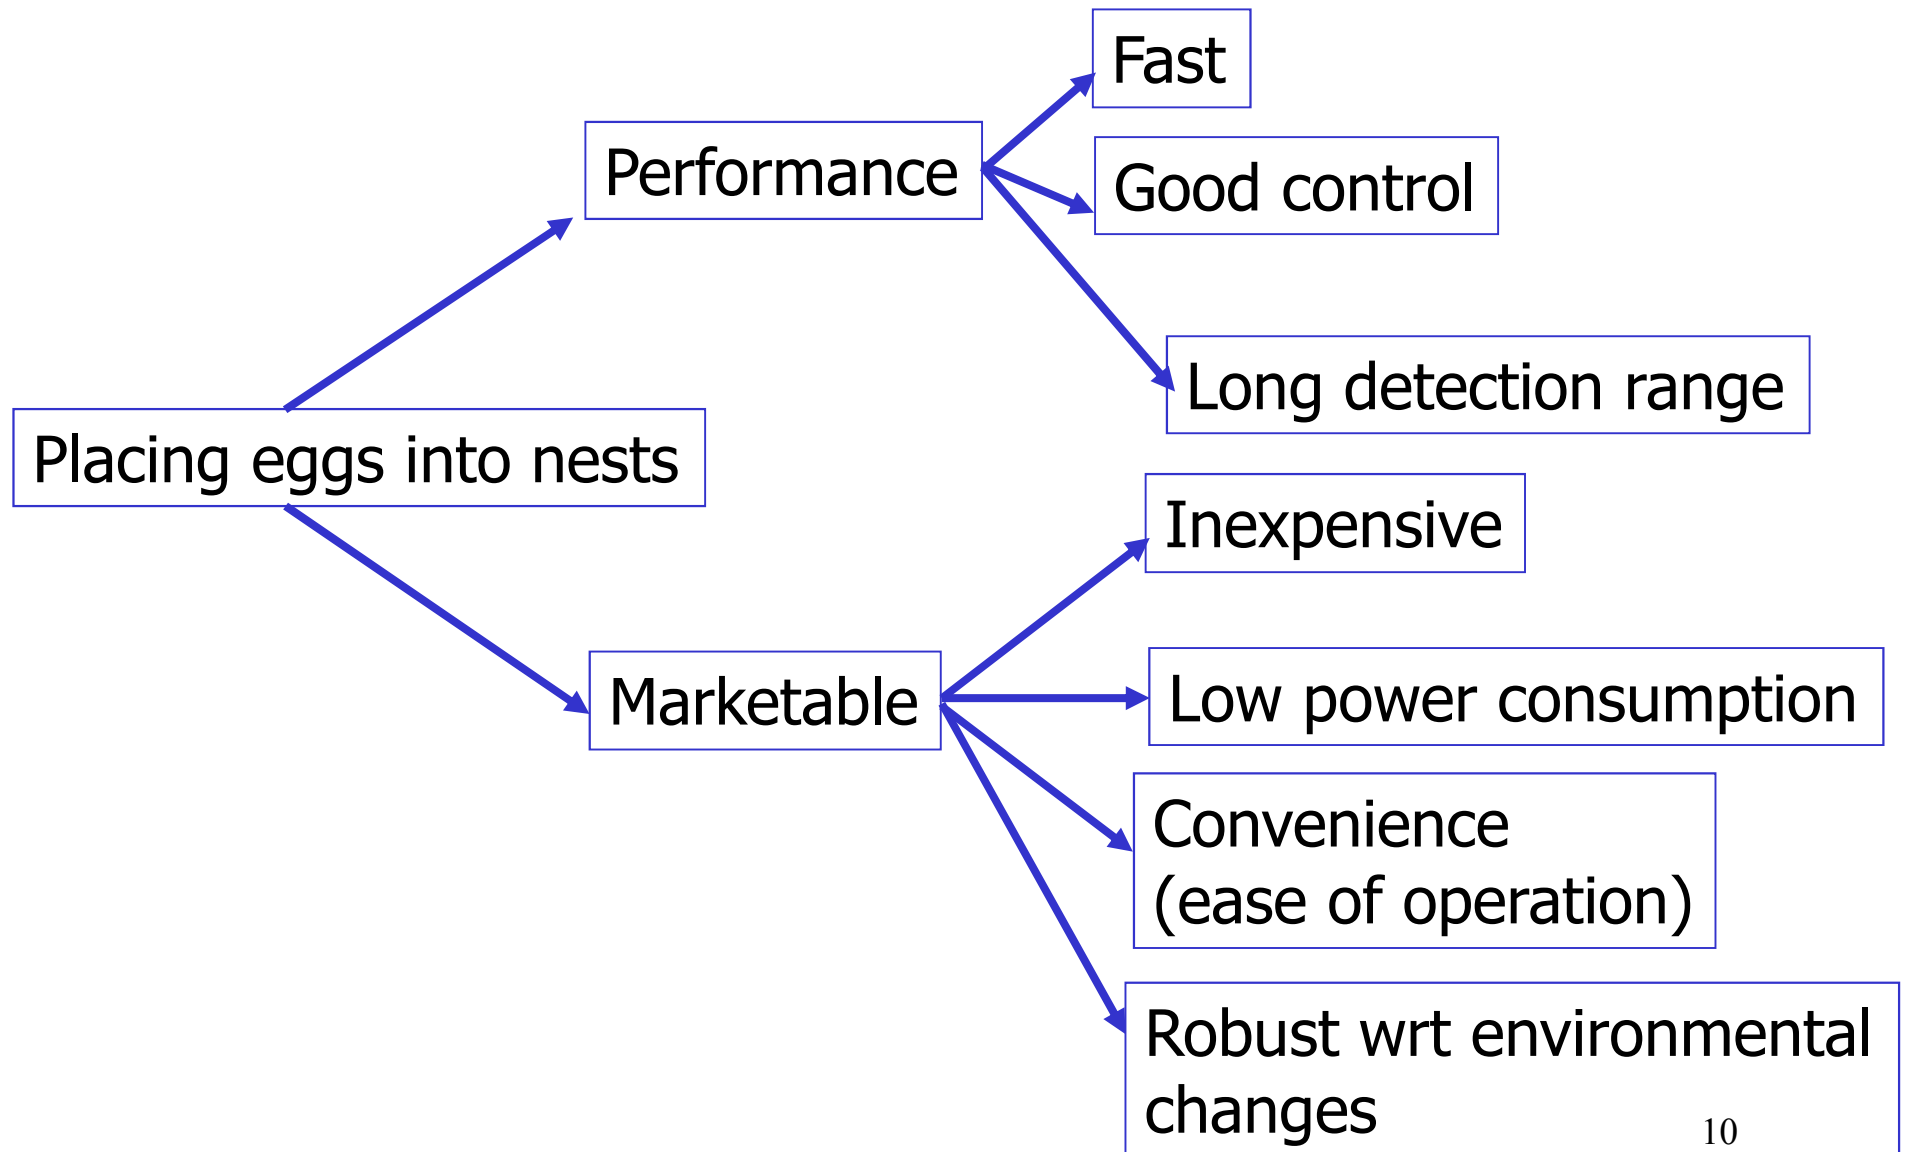 Fast
Performance
Good control
Long detection range
Placing eggs into nests
Inexpensive
Marketable
Low power consumption
Convenience
(ease of operation)
Robust wrt environmental
changes
10